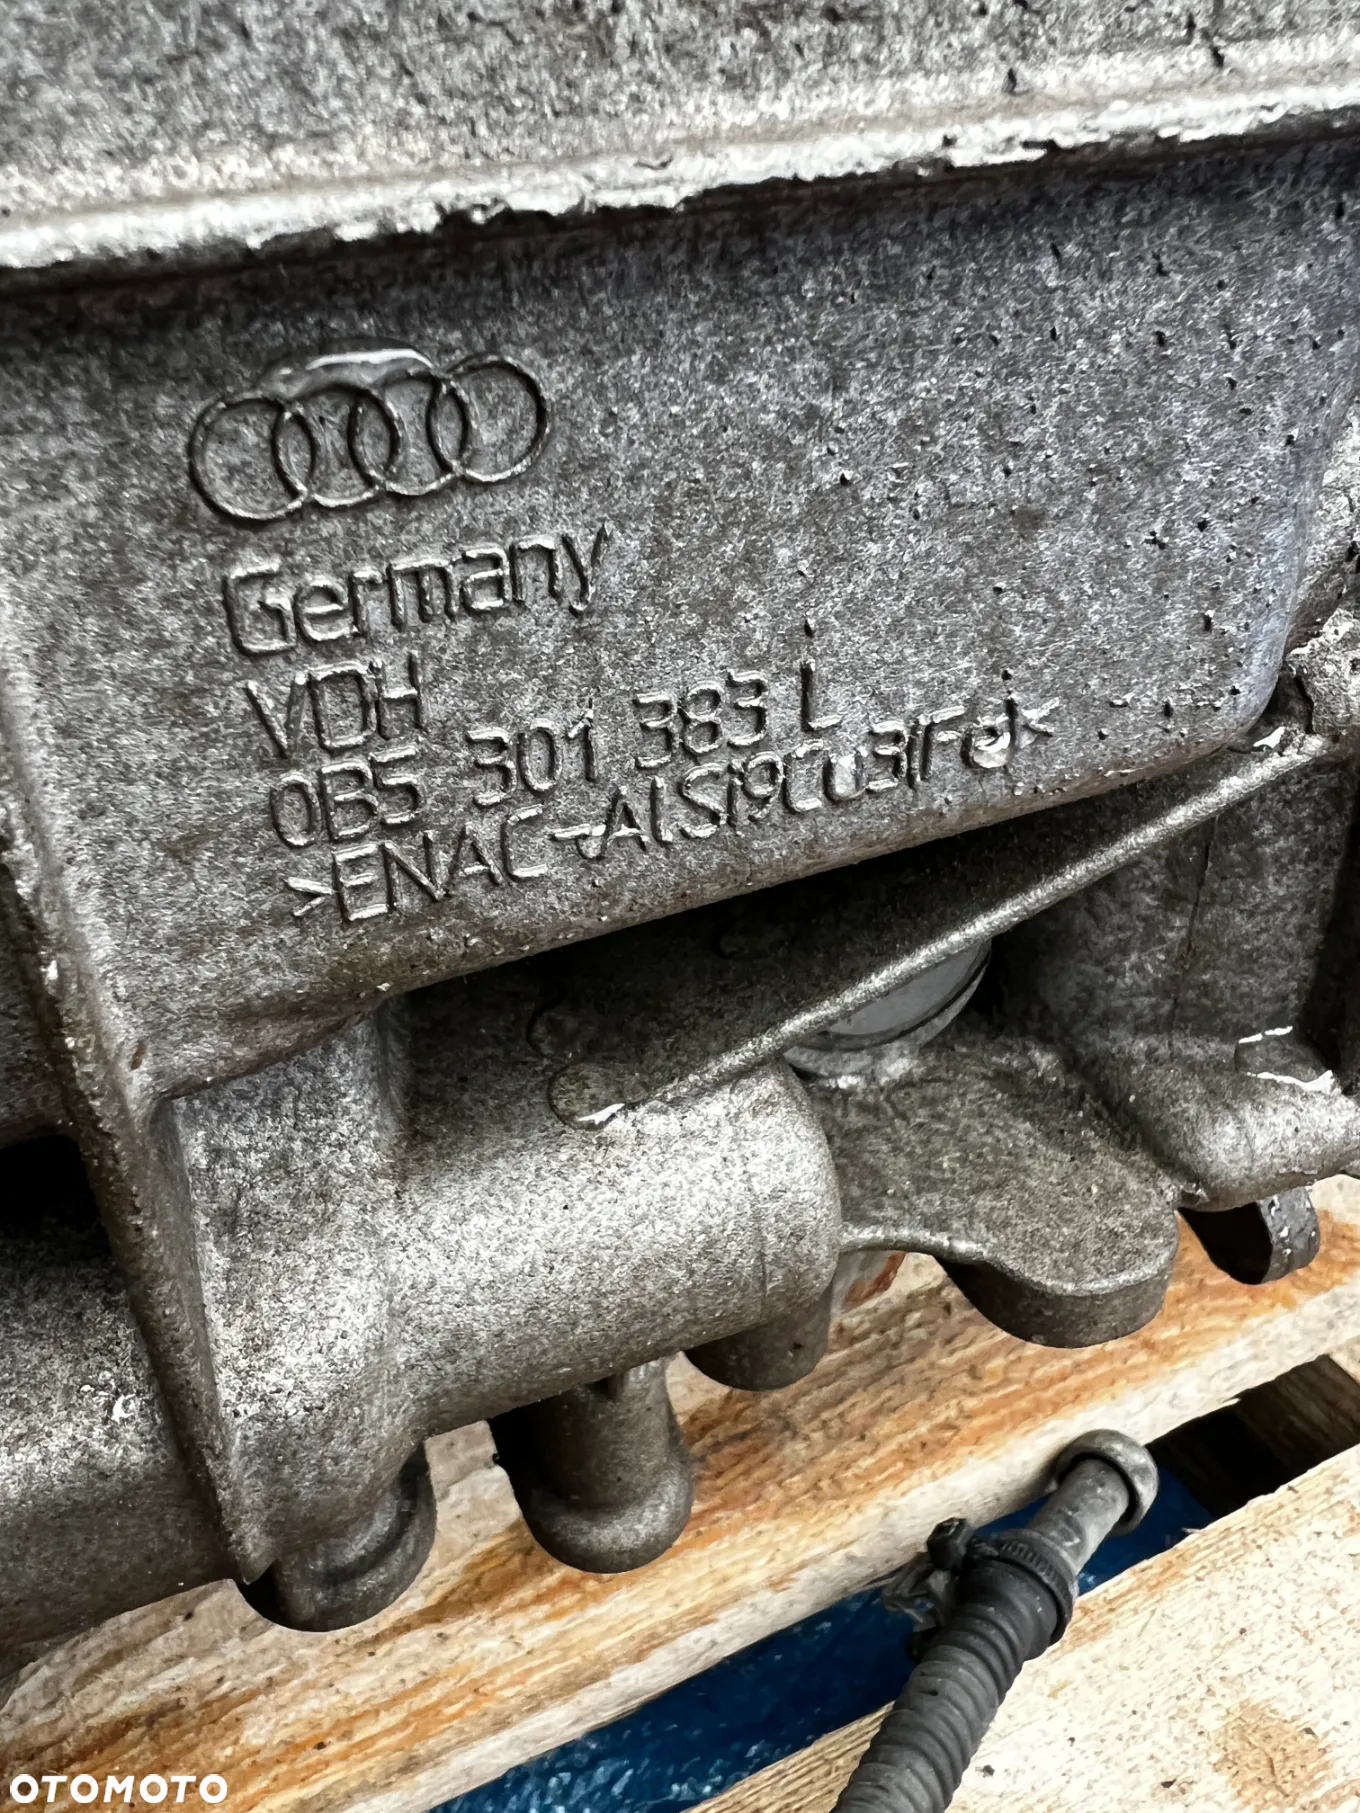 Germany
VDH
0B5 301 383 L
>ENAC-AlSi9Cu3(Fe)<
OTOMOTO